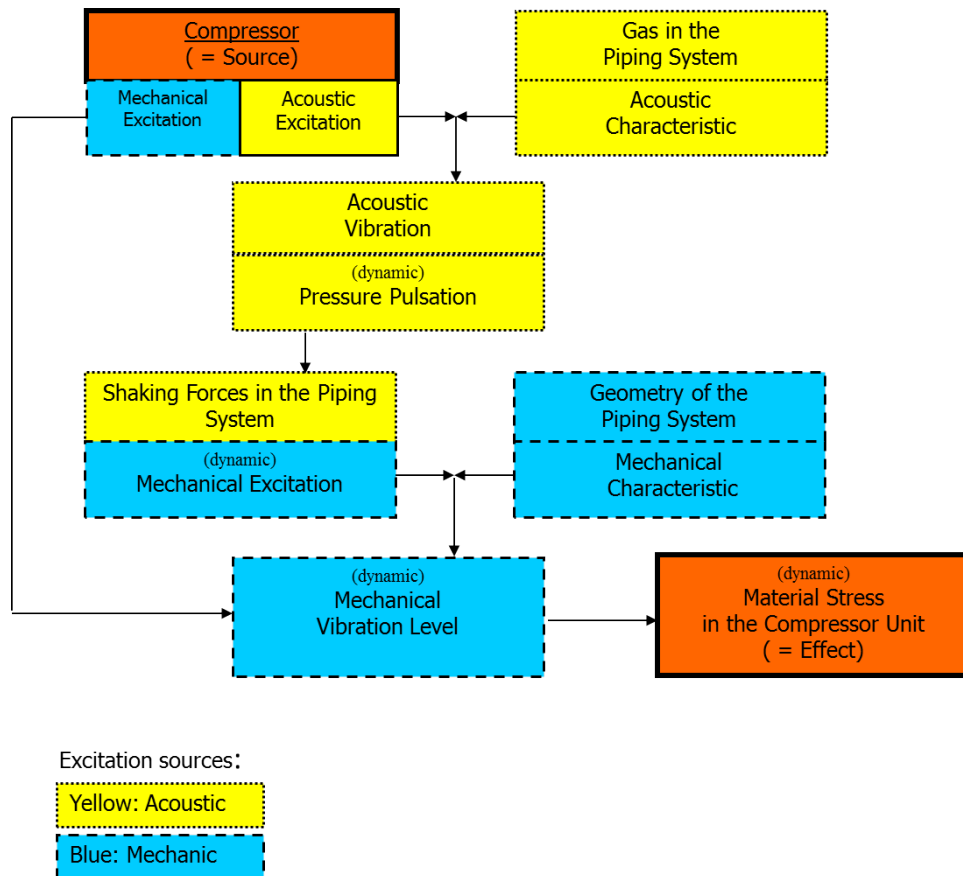 Compressor
( = Source)
Mechanical
Excitation
Acoustic
Excitation
Gas in the
Piping System
Acoustic
Characteristic
Acoustic
Vibration
(dynamic)
Pressure Pulsation
Shaking Forces in the Piping
System
(dynamic)
Mechanical Excitation
Geometry of the
Piping System
Mechanical
Characteristic
(dynamic)
Mechanical
Vibration Level
(dynamic)
Material Stress
in the Compressor Unit
( = Effect)
Excitation sources:
Yellow: Acoustic
Blue: Mechanic